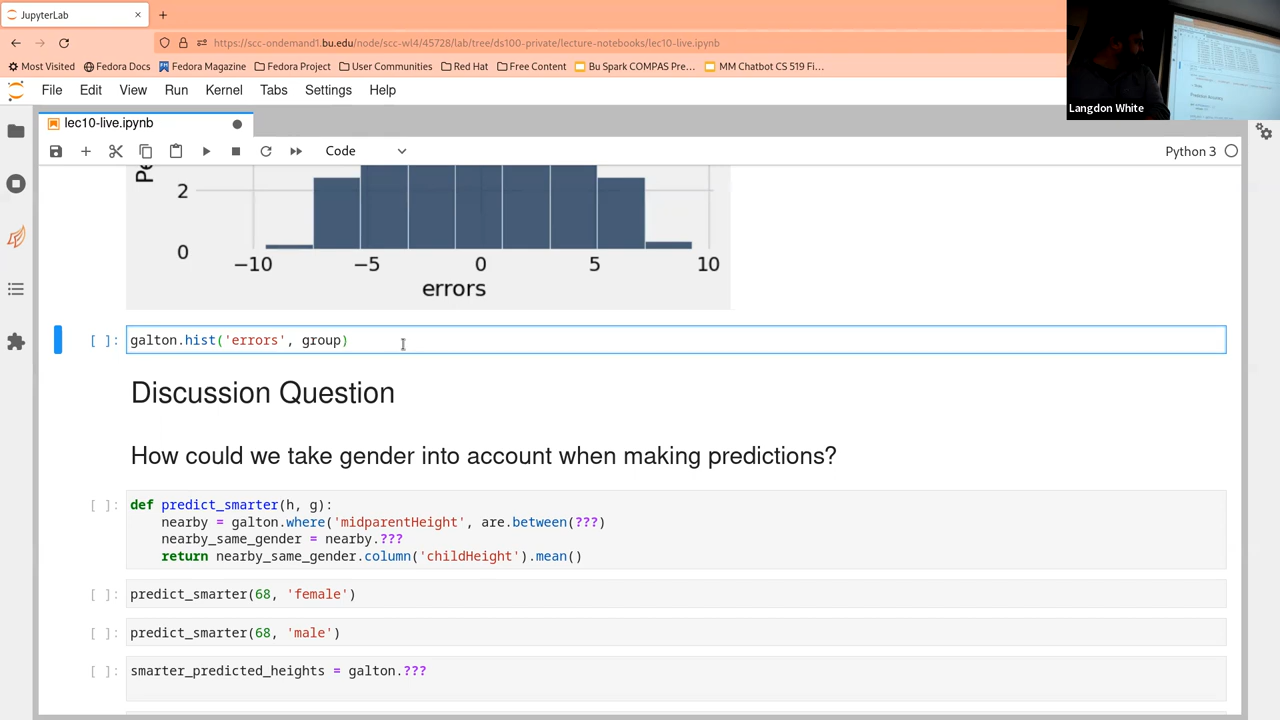 JupyterLab
https://scc-ondemand1.bu.edu/node/scc-wl4/45728/lab/tree/ds100-private/lecture-notebooks/lec10-live.ipynb
Most Visited Fedora Docs Fedora Magazine Fedora Project User Communities Red Hat Free Content Bu Spark COMPAS Pre… MM Chatbot CS 519 Fi…
Langdon White
File Edit View Run Kernel Tabs Settings Help
lec10-live.ipynb
Code
Python 3
2
0
−10 −5 0 5 10
errors
[ ]: galton.hist('errors', group)
Discussion Question
How could we take gender into account when making predictions?
[ ]: def predict_smarter(h, g):
nearby = galton.where('midparentHeight', are.between(???)
nearby_same_gender = nearby.???
return nearby_same_gender.column('childHeight').mean()
[ ]: predict_smarter(68, 'female')
[ ]: predict_smarter(68, 'male')
[ ]: smarter_predicted_heights = galton.???